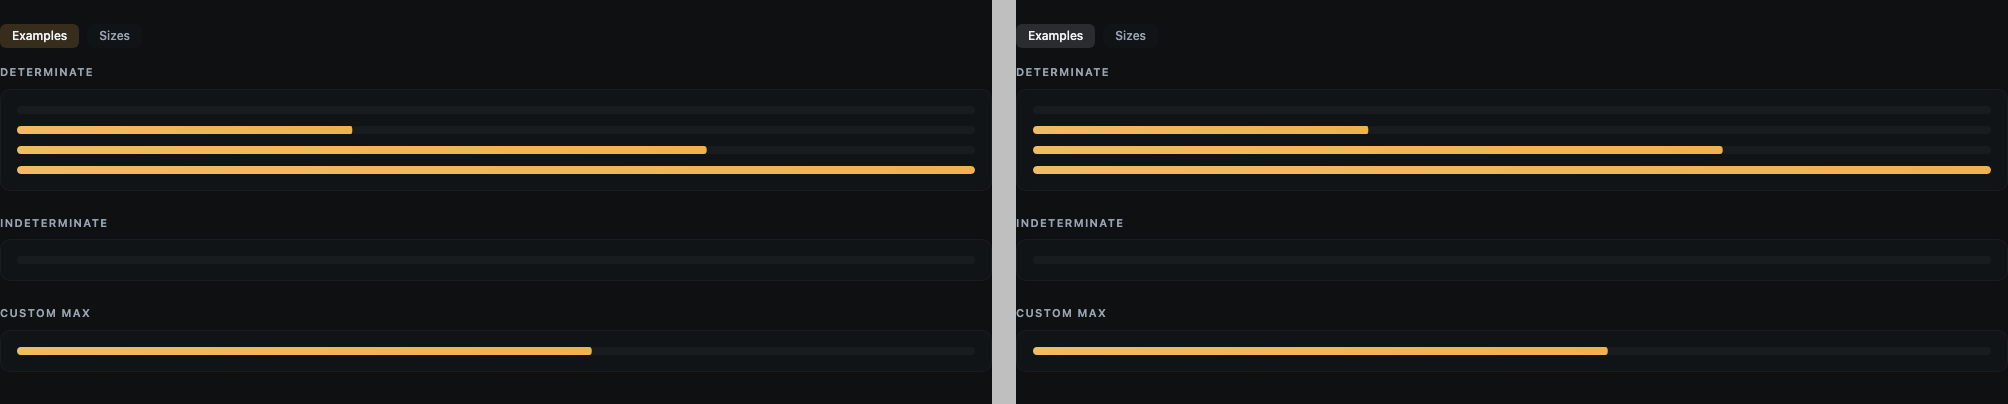 Examples Sizes
DETERMINATE
INDETERMINATE
CUSTOM MAX
Examples Sizes
DETERMINATE
INDETERMINATE
CUSTOM MAX